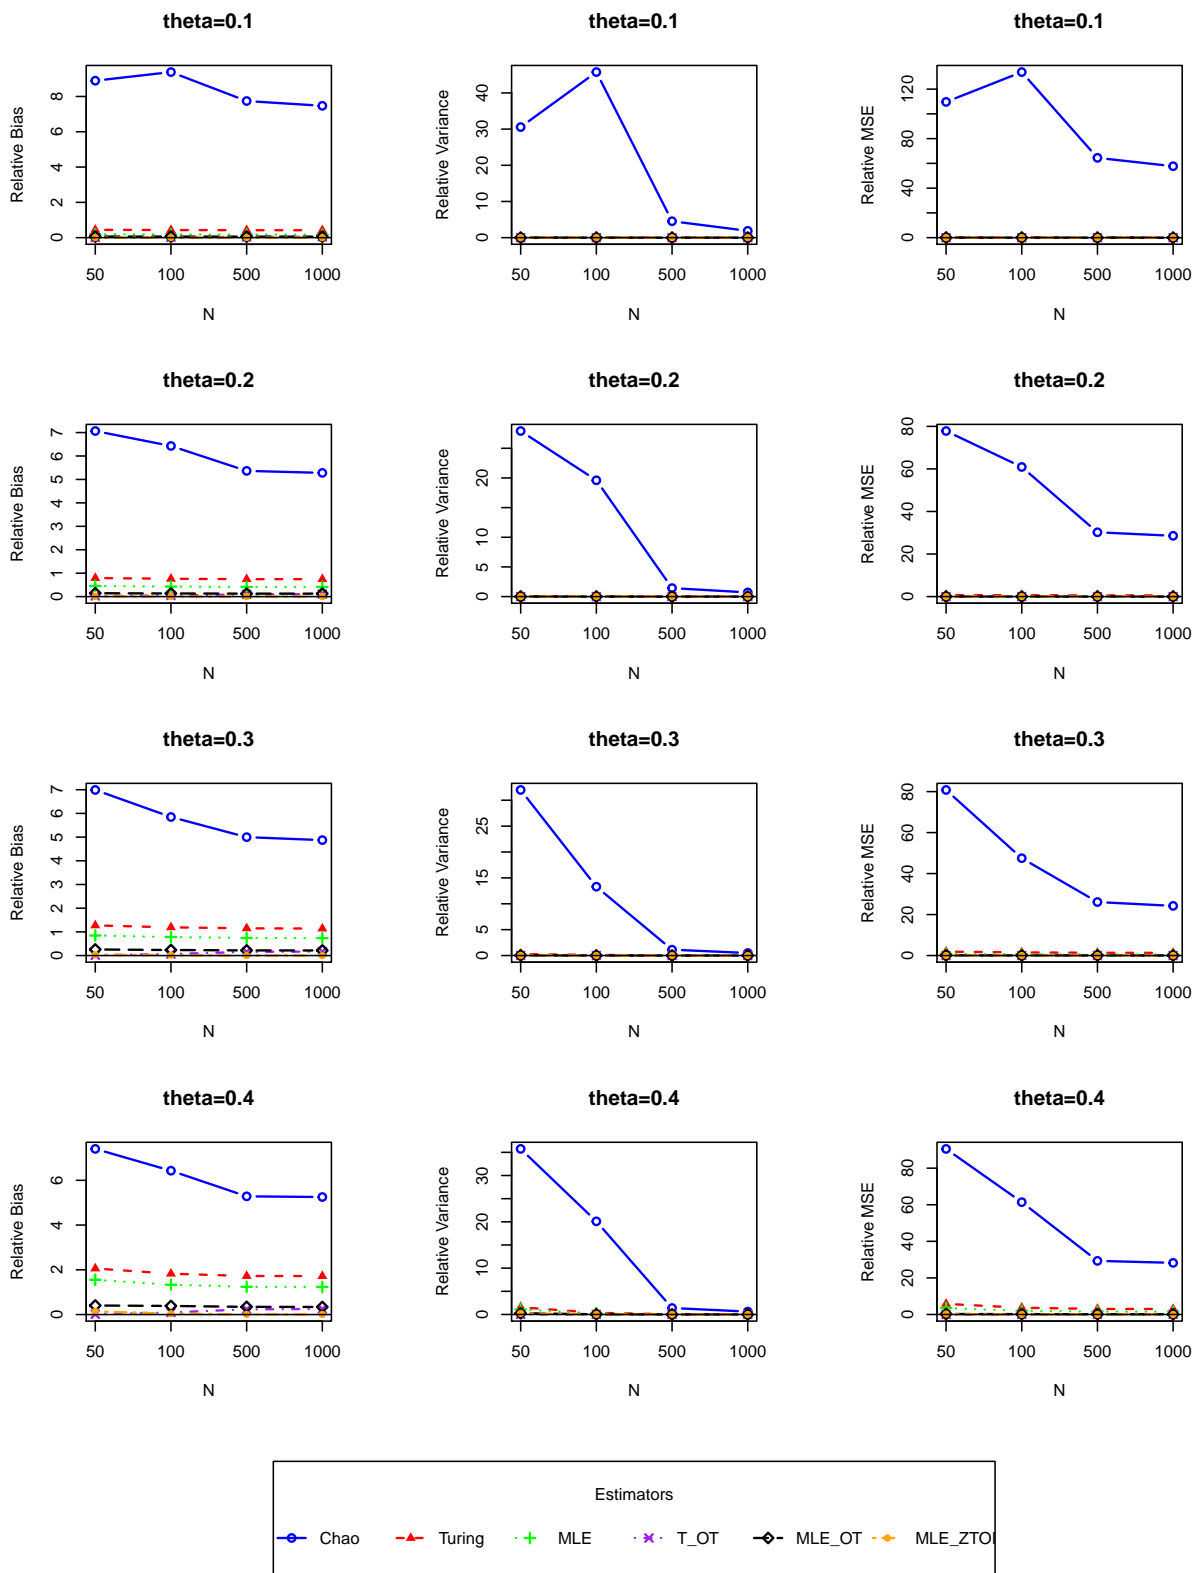 theta=0.1
theta=0.1
theta=0.1
Relative Bias
0 2 4 6 8
50 100 500 1000
N
Relative Variance
0 10 20 30 40
50 100 500 1000
N
Relative MSE
0 40 80 120
50 100 500 1000
N
theta=0.2
theta=0.2
theta=0.2
Relative Bias
0 1 2 3 4 5 6 7
50 100 500 1000
N
Relative Variance
0 5 10 20
50 100 500 1000
N
Relative MSE
0 20 40 60 80
50 100 500 1000
N
theta=0.3
theta=0.3
theta=0.3
Relative Bias
0 1 2 3 4 5 6 7
50 100 500 1000
N
Relative Variance
0 5 15 25
50 100 500 1000
N
Relative MSE
0 20 40 60 80
50 100 500 1000
N
theta=0.4
theta=0.4
theta=0.4
Relative Bias
0 2 4 6
50 100 500 1000
N
Relative Variance
0 5 10 20 30
50 100 500 1000
N
Relative MSE
0 20 40 60 80
50 100 500 1000
N
Estimators
Chao Turing MLE T_OT MLE_OT MLE_ZTOI